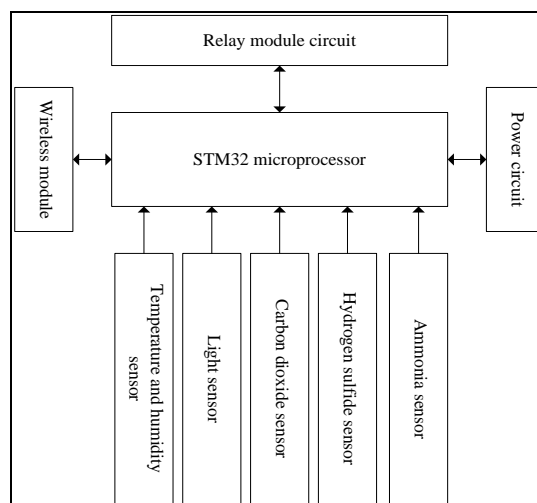 Relay module circuit
Wireless module
STM32 microprocessor
Power circuit
Temperature and humidity
sensor
Light sensor
Carbon dioxide sensor
Hydrogen sulfide sensor
Ammonia sensor